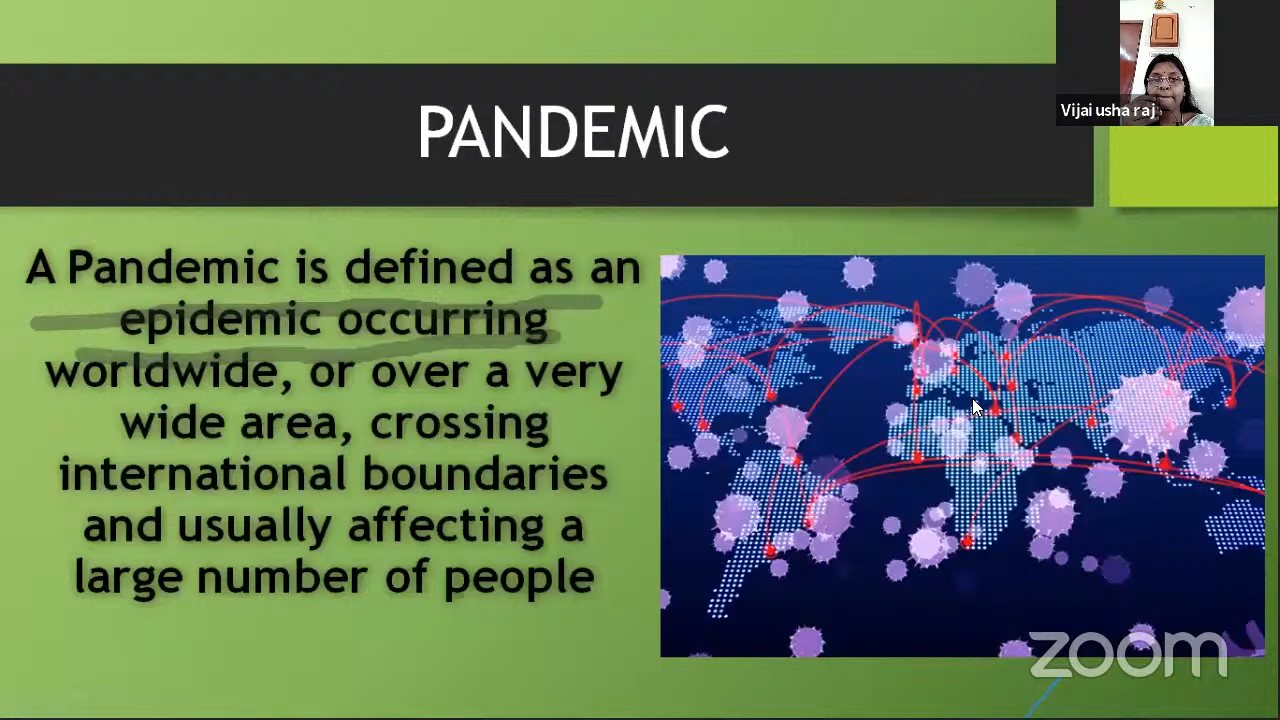 Vijai usha raj
PANDEMIC
A Pandemic is defined as an
epidemic occurring
worldwide, or over a very
wide area, crossing
international boundaries
and usually affecting a
large number of people
zoom